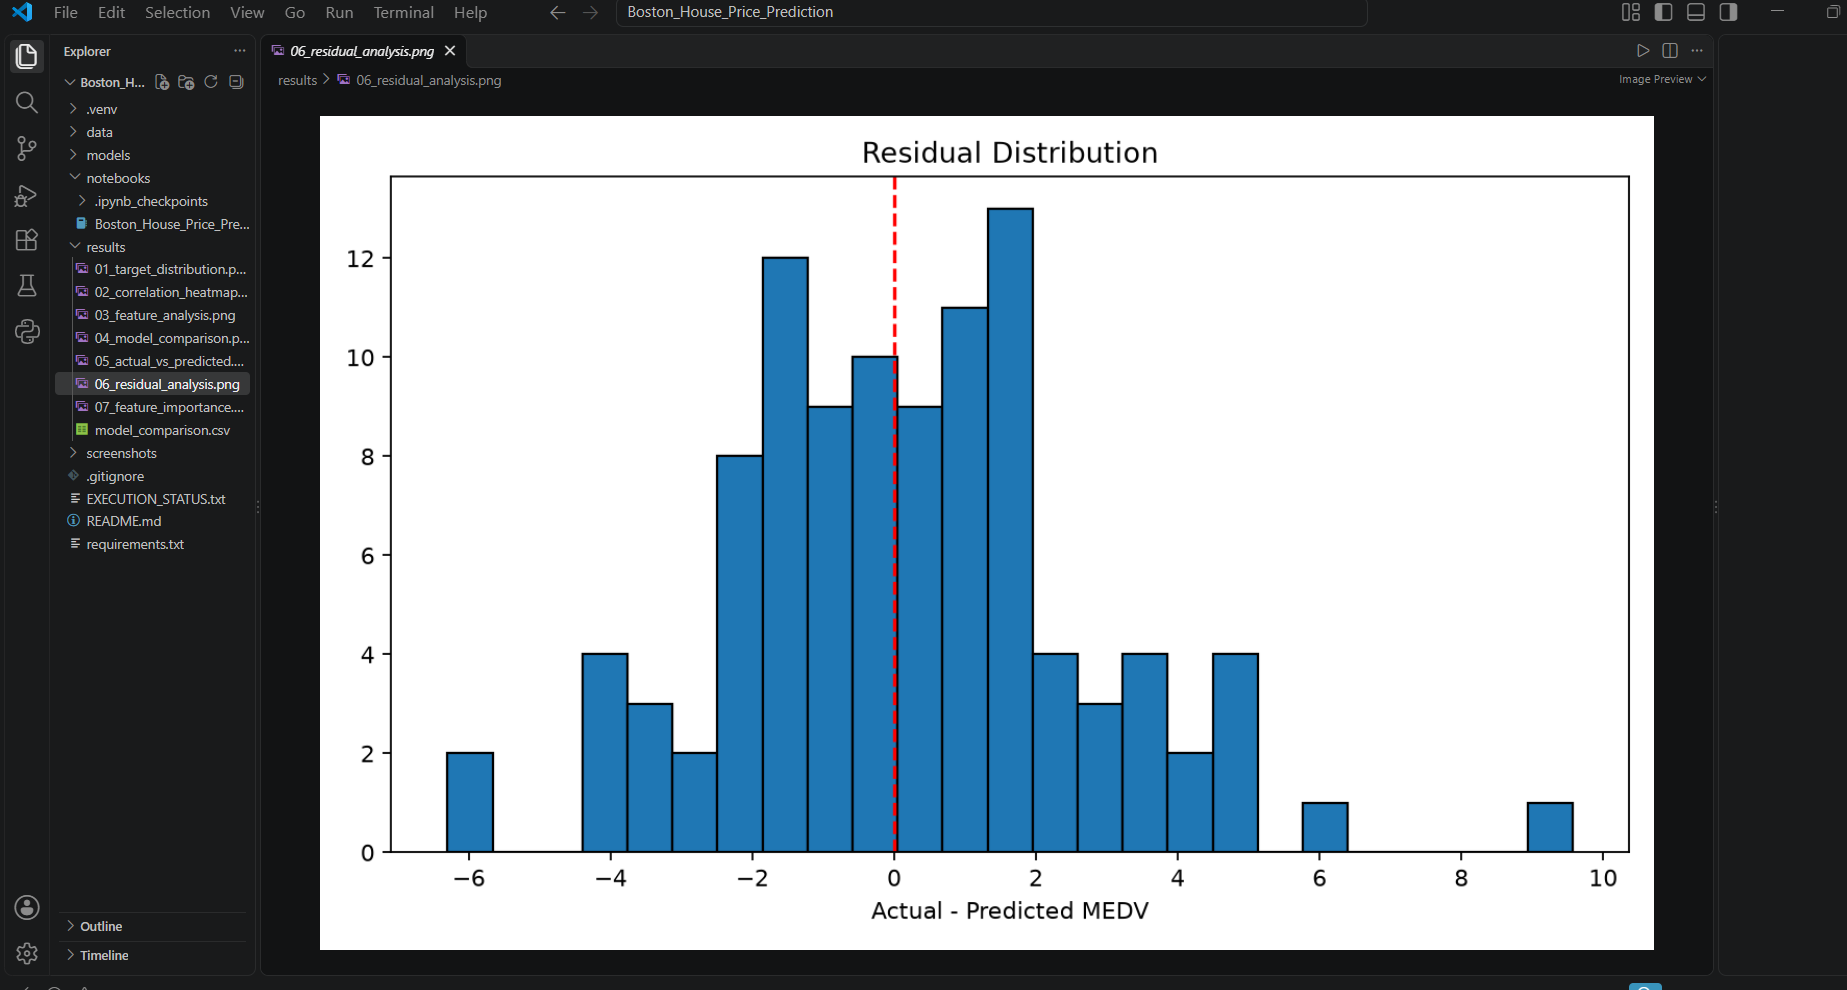 File Edit Selection View Go Run Terminal Help
Boston_House_Price_Prediction
Explorer
Boston_H...
.venv
data
models
notebooks
.ipynb_checkpoints
Boston_House_Price_Pre...
results
01_target_distribution.p...
02_correlation_heatmap...
03_feature_analysis.png
04_model_comparison.p...
05_actual_vs_predicted....
06_residual_analysis.png
07_feature_importance....
model_comparison.csv
screenshots
.gitignore
EXECUTION_STATUS.txt
README.md
requirements.txt
Outline
Timeline
06_residual_analysis.png
results > 06_residual_analysis.png
Image Preview
Residual Distribution
12
10
8
6
4
2
0
−6 −4 −2 0 2 4 6 8 10
Actual - Predicted MEDV